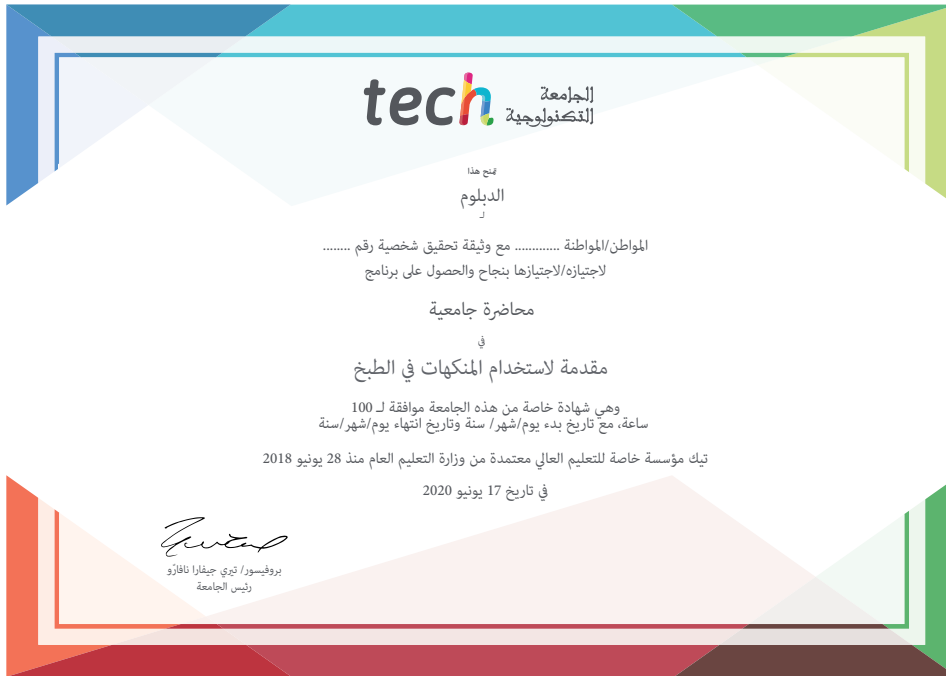 tech الجامعة
التكنولوجية
يمنح هذا
الدبلوم
لـ
المواطن/المواطنة ............ مع وثيقة تحقيق شخصية رقم ........
لاجتيازه/لاجتيازها بنجاح والحصول على برنامج
محاضرة جامعية
في
مقدمة لاستخدام المنكهات في الطبخ
وهي شهادة خاصة من هذه الجامعة موافقة لـ 100
ساعة، مع تاريخ بدء يوم/شهر/ سنة وتاريخ انتهاء يوم/شهر/سنة
تيك مؤسسة خاصة للتعليم العالي معتمدة من وزارة التعليم العام منذ 28 يونيو 2018
في تاريخ 17 يونيو 2020
بروفيسور/ تيري جيفارا نافارّو
رئيس الجامعة